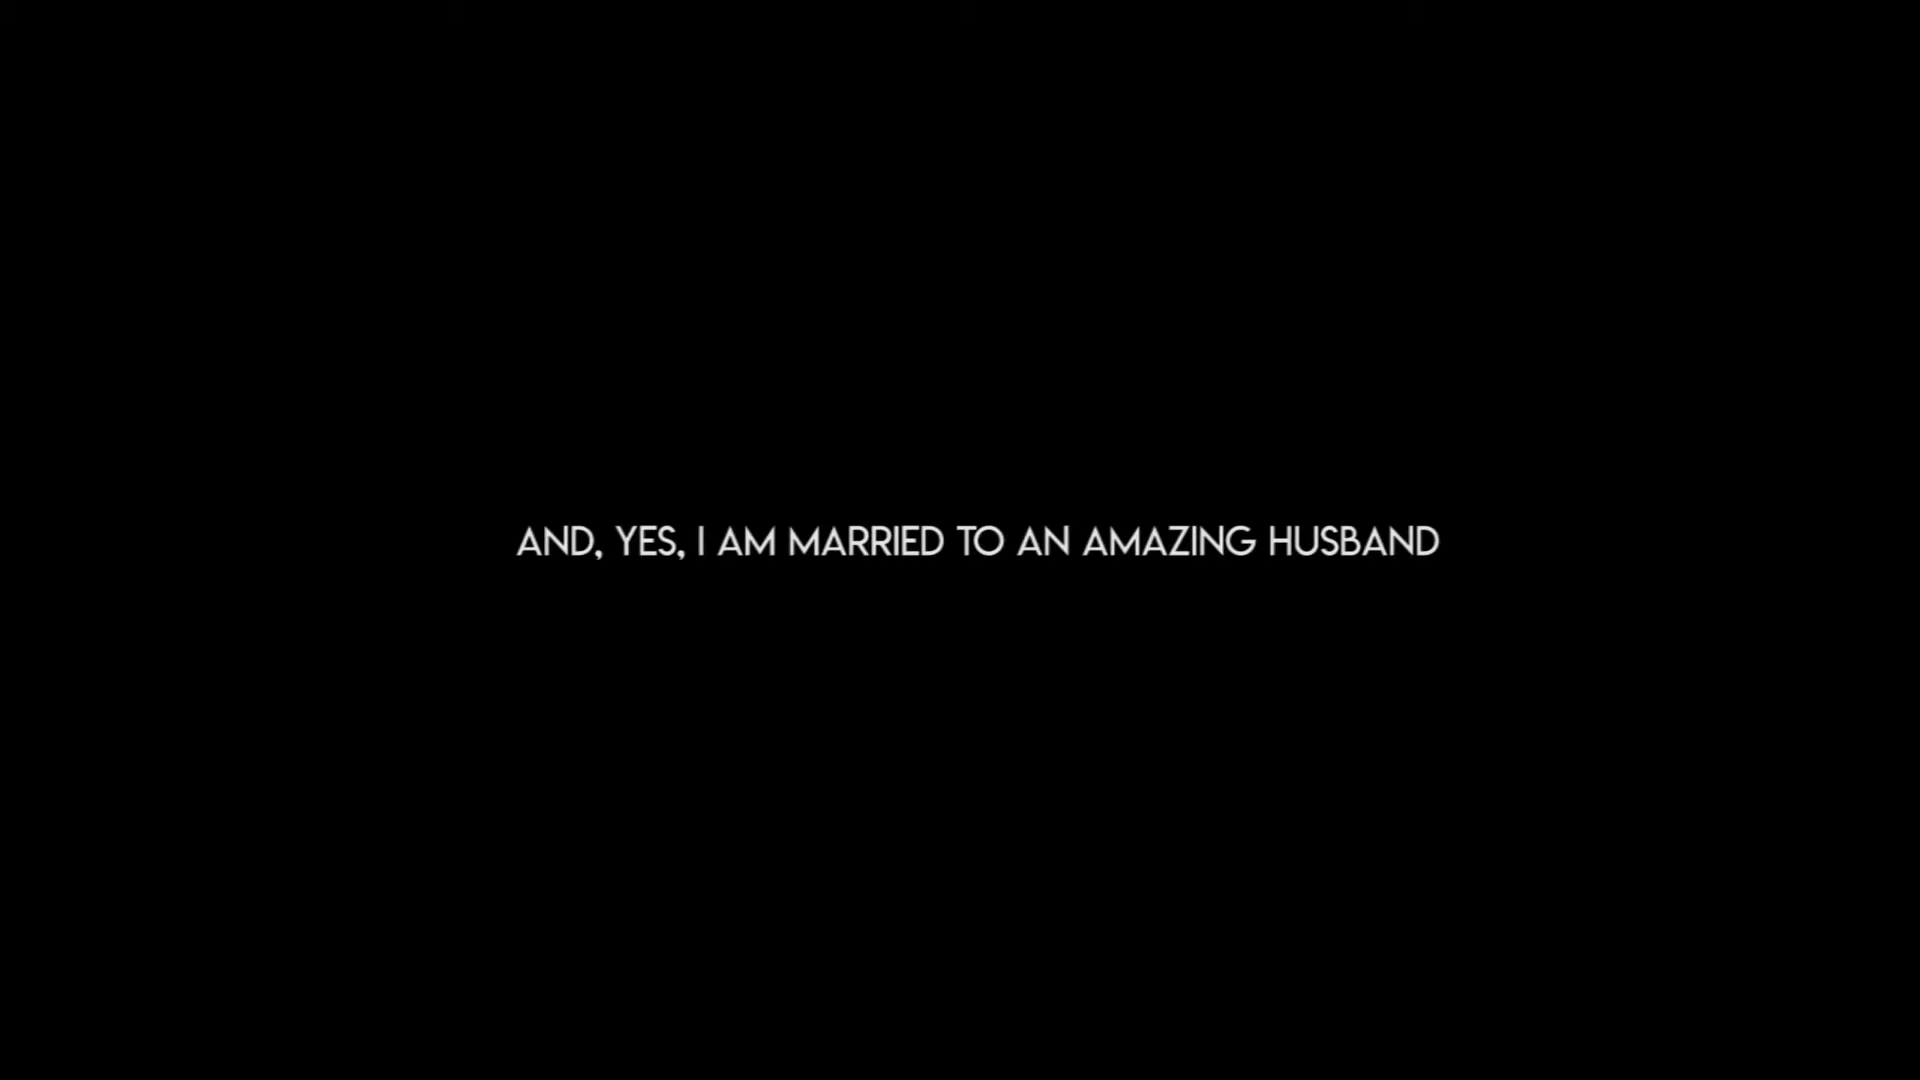 AND, YES, I AM MARRIED TO AN AMAZING HUSBAND